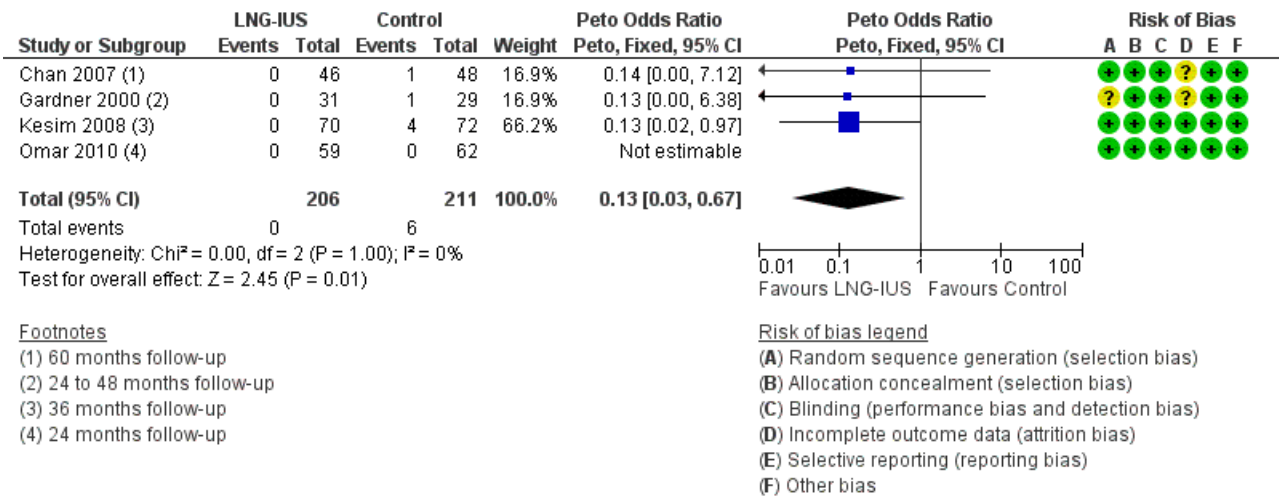 LNG-IUS Control Peto Odds Ratio Peto Odds Ratio Risk of Bias
Study or Subgroup Events Total Events Total Weight Peto, Fixed, 95% CI Peto, Fixed, 95% CI A B C D E F
Chan 2007 (1) 0 46 1 48 16.9% 0.14 [0.00, 7.12] + + + ? + +
Gardner 2000 (2) 0 31 1 29 16.9% 0.13 [0.00, 6.38] ? + + ? + +
Kesim 2008 (3) 0 70 4 72 66.2% 0.13 [0.02, 0.97] + + + + + +
Omar 2010 (4) 0 59 0 62 Not estimable + + + + + +
Total (95% CI) 206 211 100.0% 0.13 [0.03, 0.67]
Total events 0 6
Heterogeneity: Chi² = 0.00, df = 2 (P = 1.00); I² = 0%
Test for overall effect: Z = 2.45 (P = 0.01)
0.01 0.1 1 10 100
Favours LNG-IUS Favours Control
Footnotes
(1) 60 months follow-up
(2) 24 to 48 months follow-up
(3) 36 months follow-up
(4) 24 months follow-up
Risk of bias legend
(A) Random sequence generation (selection bias)
(B) Allocation concealment (selection bias)
(C) Blinding (performance bias and detection bias)
(D) Incomplete outcome data (attrition bias)
(E) Selective reporting (reporting bias)
(F) Other bias